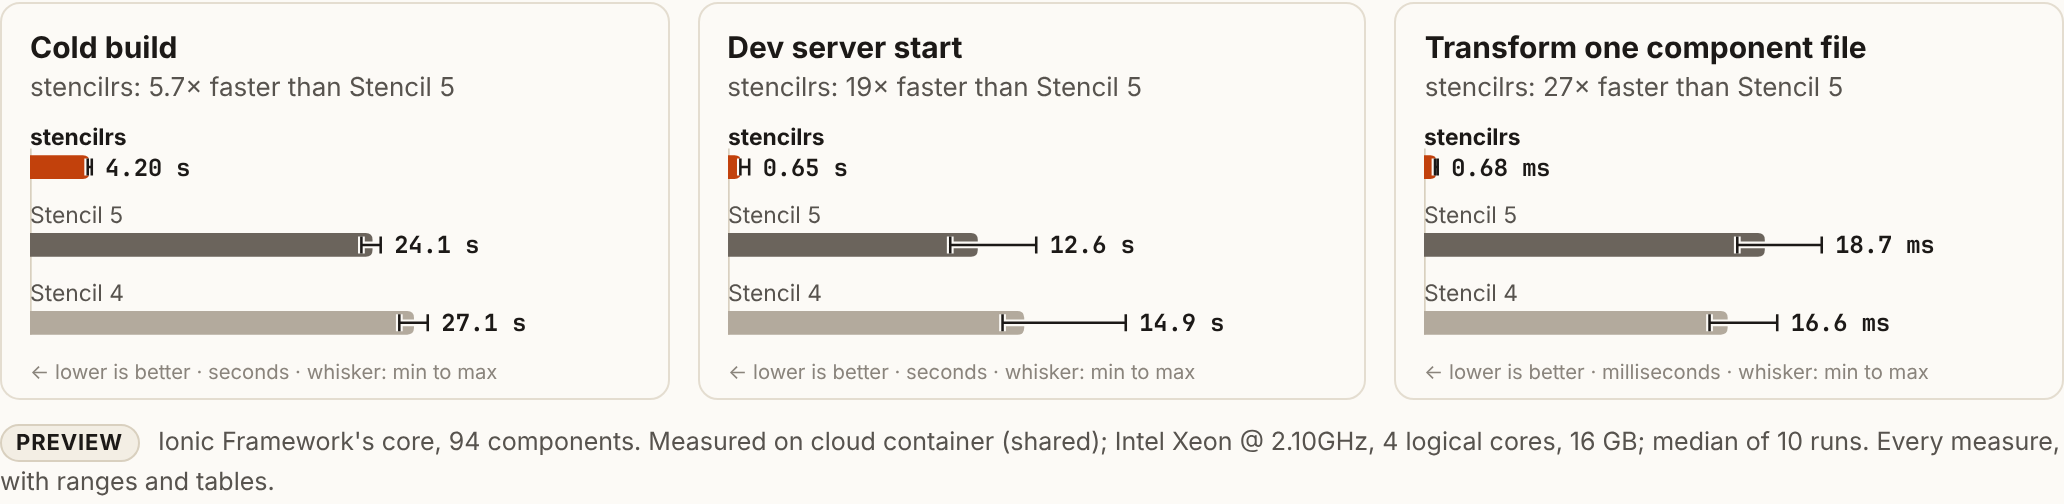 Cold build
stencilrs: 5.7× faster than Stencil 5
stencilrs
4.20 s
Stencil 5
24.1 s
Stencil 4
27.1 s
← lower is better · seconds · whisker: min to max
Dev server start
stencilrs: 19× faster than Stencil 5
stencilrs
0.65 s
Stencil 5
12.6 s
Stencil 4
14.9 s
← lower is better · seconds · whisker: min to max
Transform one component file
stencilrs: 27× faster than Stencil 5
stencilrs
0.68 ms
Stencil 5
18.7 ms
Stencil 4
16.6 ms
← lower is better · milliseconds · whisker: min to max
PREVIEW Ionic Framework's core, 94 components. Measured on cloud container (shared); Intel Xeon @ 2.10GHz, 4 logical cores, 16 GB; median of 10 runs. Every measure,
with ranges and tables.